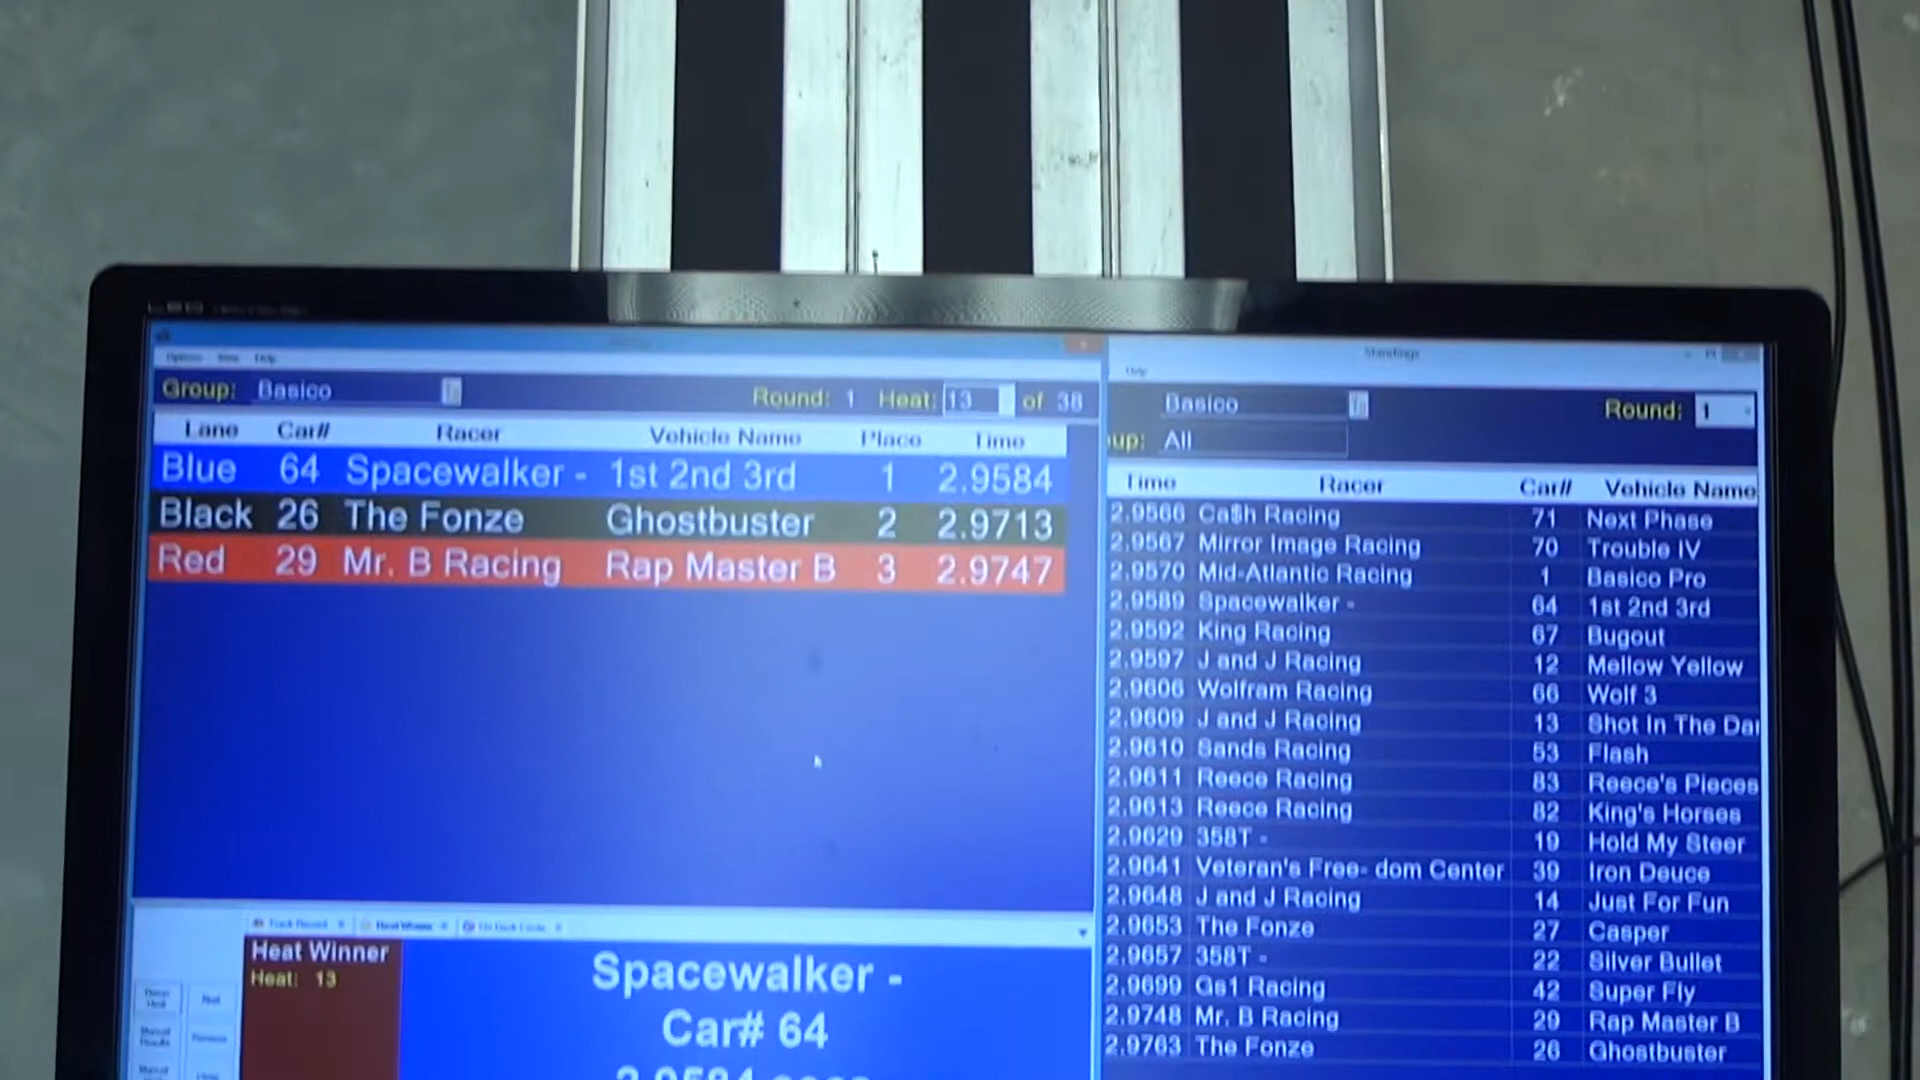 Options View Help
Group: Basico Round: 1 Heat: 13 of 38
Lane Car# Racer Vehicle Name Place Time
Blue 64 Spacewalker - 1st 2nd 3rd 1 2.9584
Black 26 The Fonze Ghostbuster 2 2.9713
Red 29 Mr. B Racing Rap Master B 3 2.9747
Heat Winner
Heat: 13
Spacewalker -
Car# 64
Standings
Help
Basico Round: 1
up: All
Time Racer Car# Vehicle Name
2.9566 Ca$h Racing 71 Next Phase
2.9567 Mirror Image Racing 70 Trouble IV
2.9570 Mid-Atlantic Racing 1 Basico Pro
2.9589 Spacewalker - 64 1st 2nd 3rd
2.9592 King Racing 67 Bugout
2.9597 J and J Racing 12 Mellow Yellow
2.9606 Wolfram Racing 66 Wolf 3
2.9609 J and J Racing 13 Shot In The Dar
2.9610 Sands Racing 53 Flash
2.9611 Reece Racing 83 Reece's Pieces
2.9613 Reece Racing 82 King's Horses
2.9629 358T - 19 Hold My Steer
2.9641 Veteran's Free- dom Center 39 Iron Deuce
2.9648 J and J Racing 14 Just For Fun
2.9653 The Fonze 27 Casper
2.9657 358T - 22 Silver Bullet
2.9699 Gs1 Racing 42 Super Fly
2.9748 Mr. B Racing 29 Rap Master B
2.9763 The Fonze 26 Ghostbuster